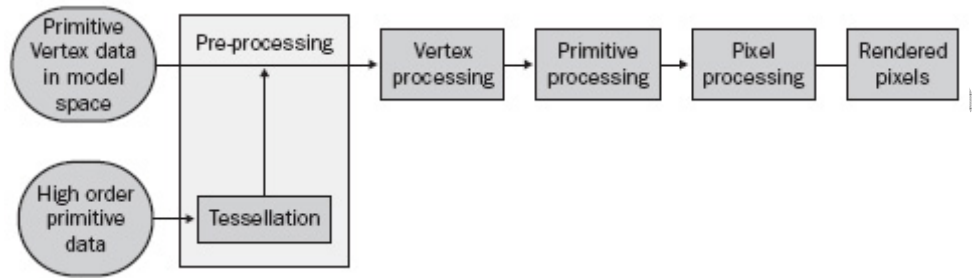 Primitive
Vertex data
in model
space
Pre-processing
Vertex
processing
Primitive
processing
Pixel
processing
Rendered
pixels
High order
primitive
data
Tessellation